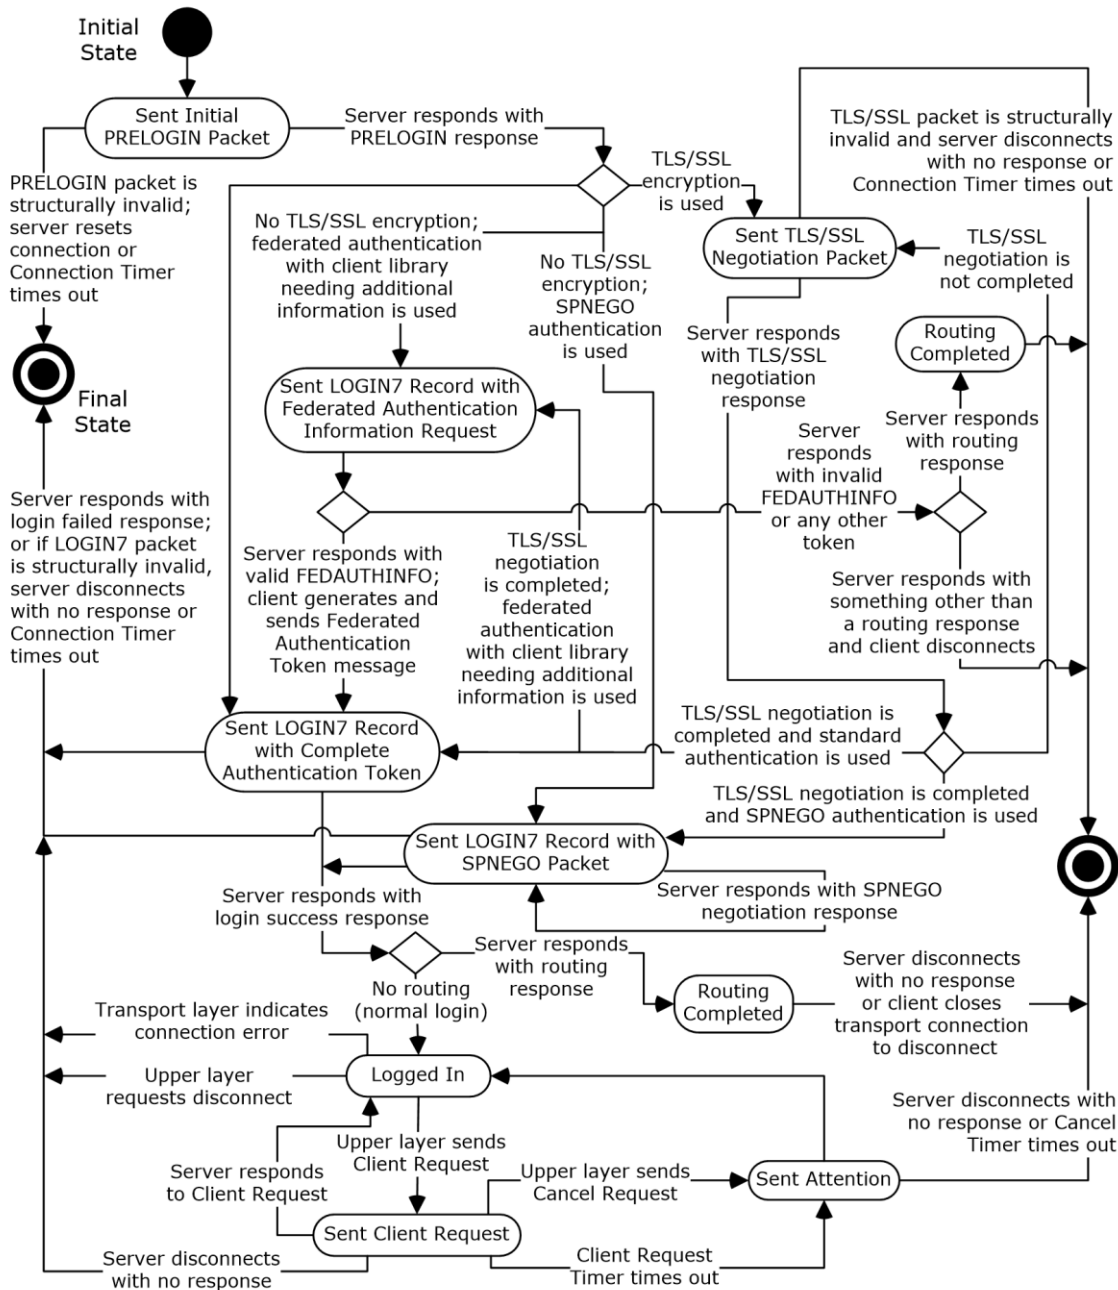 Initial
State
Sent Initial
PRELOGIN Packet
Server responds with
PRELOGIN response
TLS/SSL packet is structurally
invalid and server disconnects
with no response or
Connection Timer times out
TLS/SSL
encryption
is used
PRELOGIN packet is
structurally invalid;
server resets
connection or
Connection Timer
times out
No TLS/SSL encryption;
federated authentication
with client library
needing additional
information is used
Sent TLS/SSL
Negotiation Packet
TLS/SSL
negotiation is
not completed
No TLS/SSL
encryption;
SPNEGO
authentication
is used
Server responds
with TLS/SSL
negotiation
response
Routing
Completed
Final
State
Sent LOGIN7 Record with
Federated Authentication
Information Request
Server responds
with routing
response
Server
responds
with invalid
FEDAUTHINFO
or any other
token
Server responds with
login failed response;
or if LOGIN7 packet
is structurally invalid,
server disconnects
with no response or
Connection Timer
times out
Server responds with
valid FEDAUTHINFO;
client generates and
sends Federated
Authentication
Token message
TLS/SSL
negotiation
is completed;
federated
authentication
with client library
needing additional
information is used
Server responds with
something other than
a routing response
and client disconnects
Sent LOGIN7 Record
with Complete
Authentication Token
TLS/SSL negotiation is
completed and standard
authentication is used
TLS/SSL negotiation is completed
and SPNEGO authentication is used
Sent LOGIN7 Record with
SPNEGO Packet
Server responds with SPNEGO
negotiation response
Server responds with
login success response
Server responds
with routing
response
No routing
(normal login)
Routing
Completed
Server disconnects
with no response
or client closes
transport connection
to disconnect
Transport layer indicates
connection error
Logged In
Upper layer
requests disconnect
Server disconnects with
no response or Cancel
Timer times out
Upper layer sends
Client Request
Server responds
to Client Request
Upper layer sends
Cancel Request
Sent Attention
Sent Client Request
Server disconnects
with no response
Client Request
Timer times out